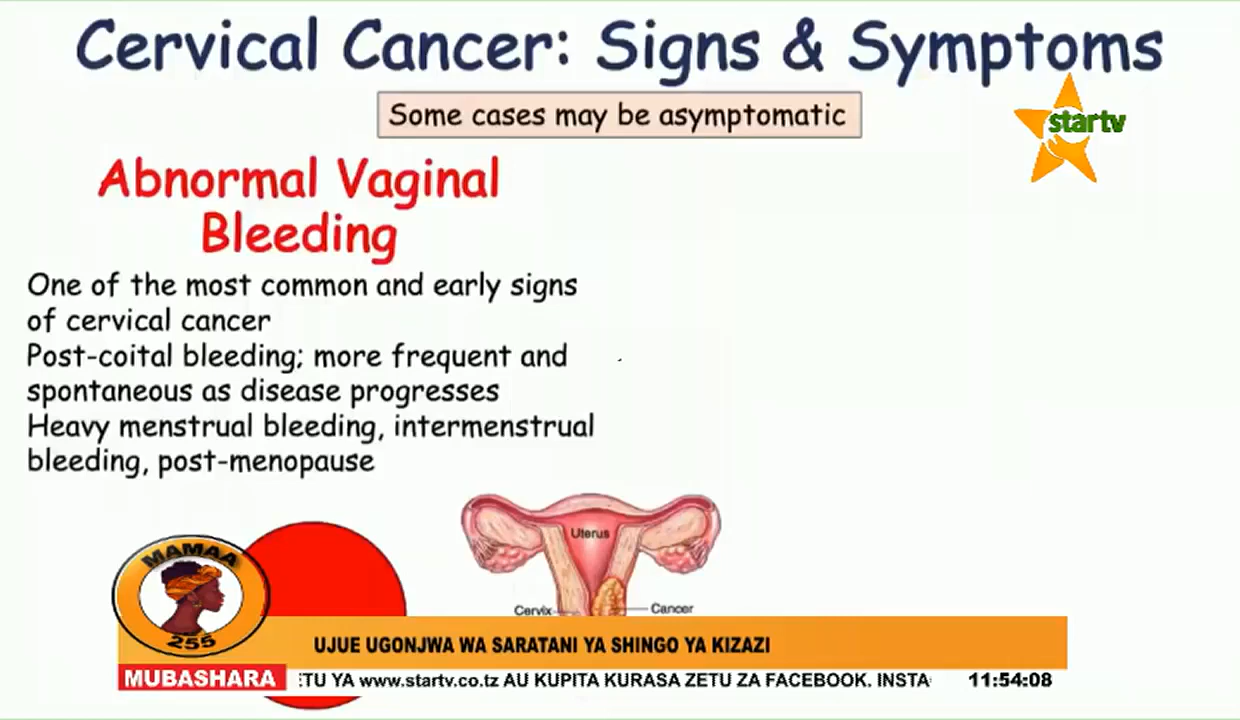 Cervical Cancer: Signs & Symptoms
Some cases may be asymptomatic
startv
Abnormal Vaginal
Bleeding
One of the most common and early signs
of cervical cancer
Post-coital bleeding; more frequent and
spontaneous as disease progresses
Heavy menstrual bleeding, intermenstrual
bleeding, post-menopause
Uterus
Cervix
Cancer
MAMAA
255
UJUE UGONJWA WA SARATANI YA SHINGO YA KIZAZI
MUBASHARA
ETU YA www.startv.co.tz AU KUPITA KURASA ZETU ZA FACEBOOK. INSTA
11:54:08